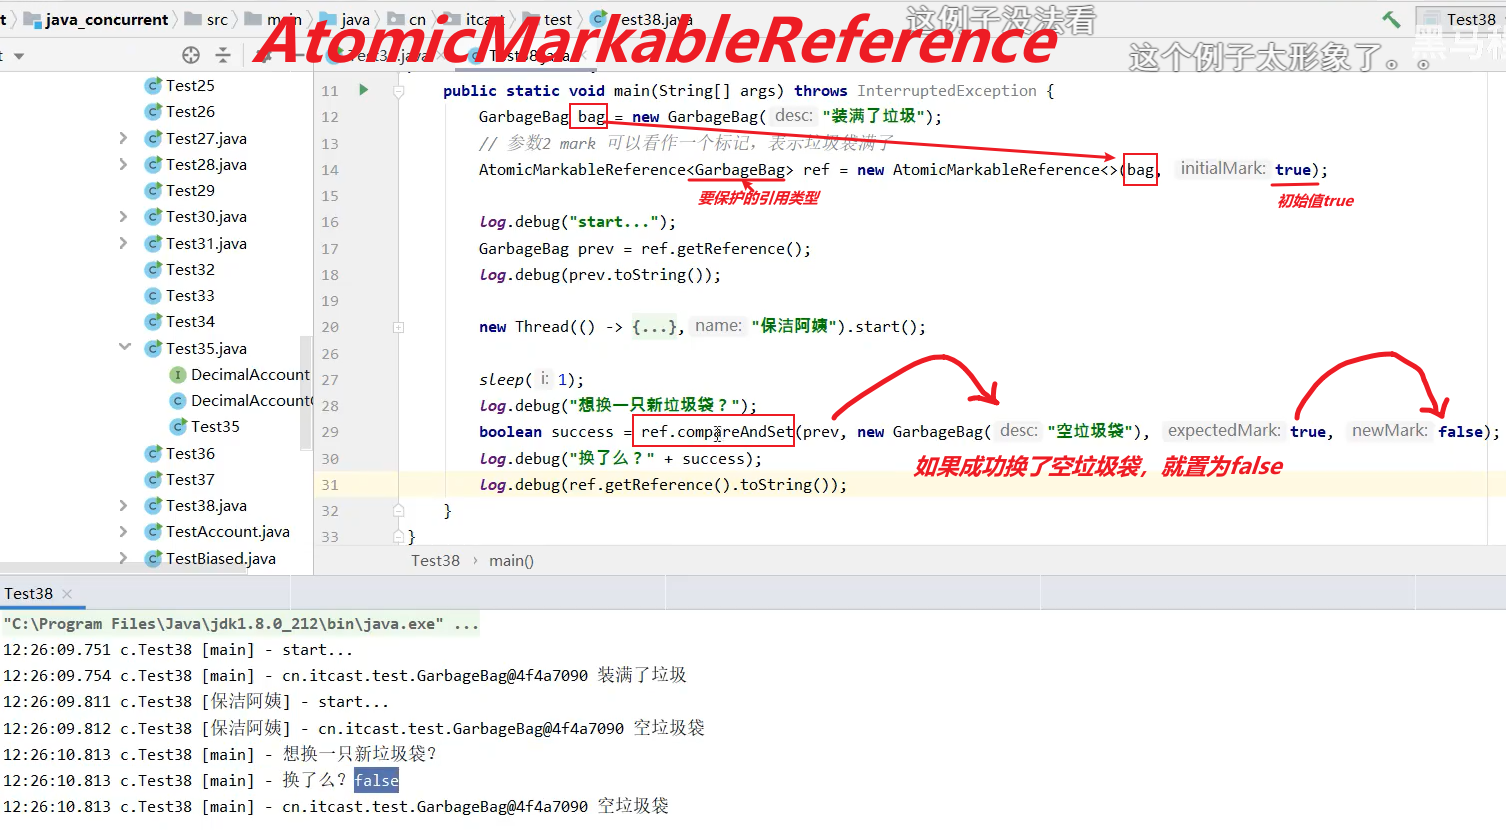 t java_concurrent src main java cn itcast test Test38.java
这例子没法看
Test38
AtomicMarkableReference
这个例子太形象了。。
Test38.java
Test25
Test26
Test27.java
Test28.java
Test29
Test30.java
Test31.java
Test32
Test33
Test34
Test35.java
DecimalAccount
DecimalAccount
Test35
Test36
Test37
Test38.java
TestAccount.java
TestBiased.java
11 public static void main(String[] args) throws InterruptedException {
12 GarbageBag bag = new GarbageBag( desc: "装满了垃圾");
13 // 参数2 mark 可以看作一个标记，表示垃圾袋满了
14 AtomicMarkableReference<GarbageBag> ref = new AtomicMarkableReference<>(bag, initialMark: true);
15
要保护的引用类型
初始值true
16 log.debug("start...");
17 GarbageBag prev = ref.getReference();
18 log.debug(prev.toString());
19
20 new Thread(() -> {...}, name: "保洁阿姨").start();
26
27 sleep( i: 1);
28 log.debug("想换一只新垃圾袋？");
29 boolean success = ref.compareAndSet(prev, new GarbageBag( desc: "空垃圾袋"), expectedMark: true, newMark: false);
30 log.debug("换了么？" + success);
如果成功换了空垃圾袋，就置为false
31 log.debug(ref.getReference().toString());
32 }
33 }
Test38 › main()
Test38 ×
"C:\Program Files\Java\jdk1.8.0_212\bin\java.exe" ...
12:26:09.751 c.Test38 [main] - start...
12:26:09.754 c.Test38 [main] - cn.itcast.test.GarbageBag@4f4a7090 装满了垃圾
12:26:09.811 c.Test38 [保洁阿姨] - start...
12:26:09.812 c.Test38 [保洁阿姨] - cn.itcast.test.GarbageBag@4f4a7090 空垃圾袋
12:26:10.813 c.Test38 [main] - 想换一只新垃圾袋？
12:26:10.813 c.Test38 [main] - 换了么？false
12:26:10.813 c.Test38 [main] - cn.itcast.test.GarbageBag@4f4a7090 空垃圾袋